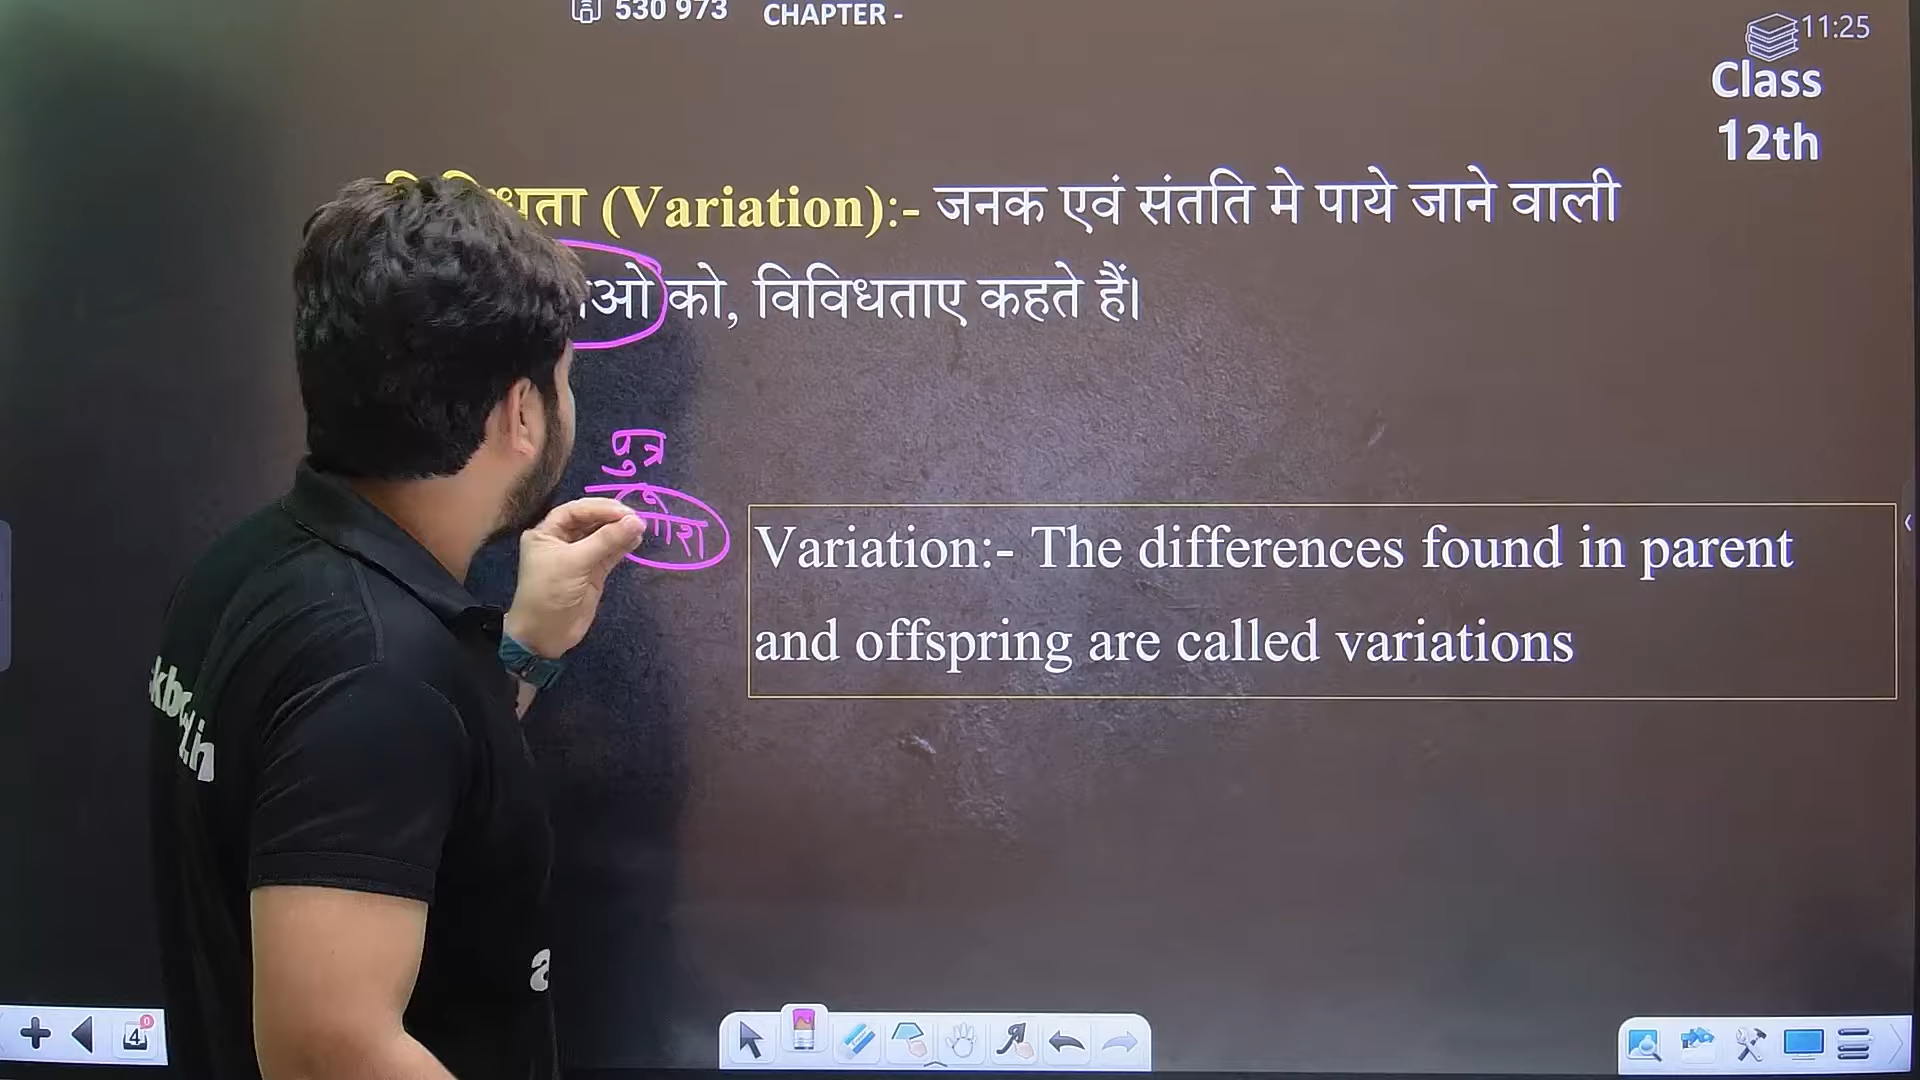 530 973
CHAPTER -
11:25
Class
12th
(Variation):- जनक एवं संतति मे पाये जाने वाली
को, विविधताए कहते हैं।
पुत्र
Variation:- The differences found in parent
and offspring are called variations
4
0